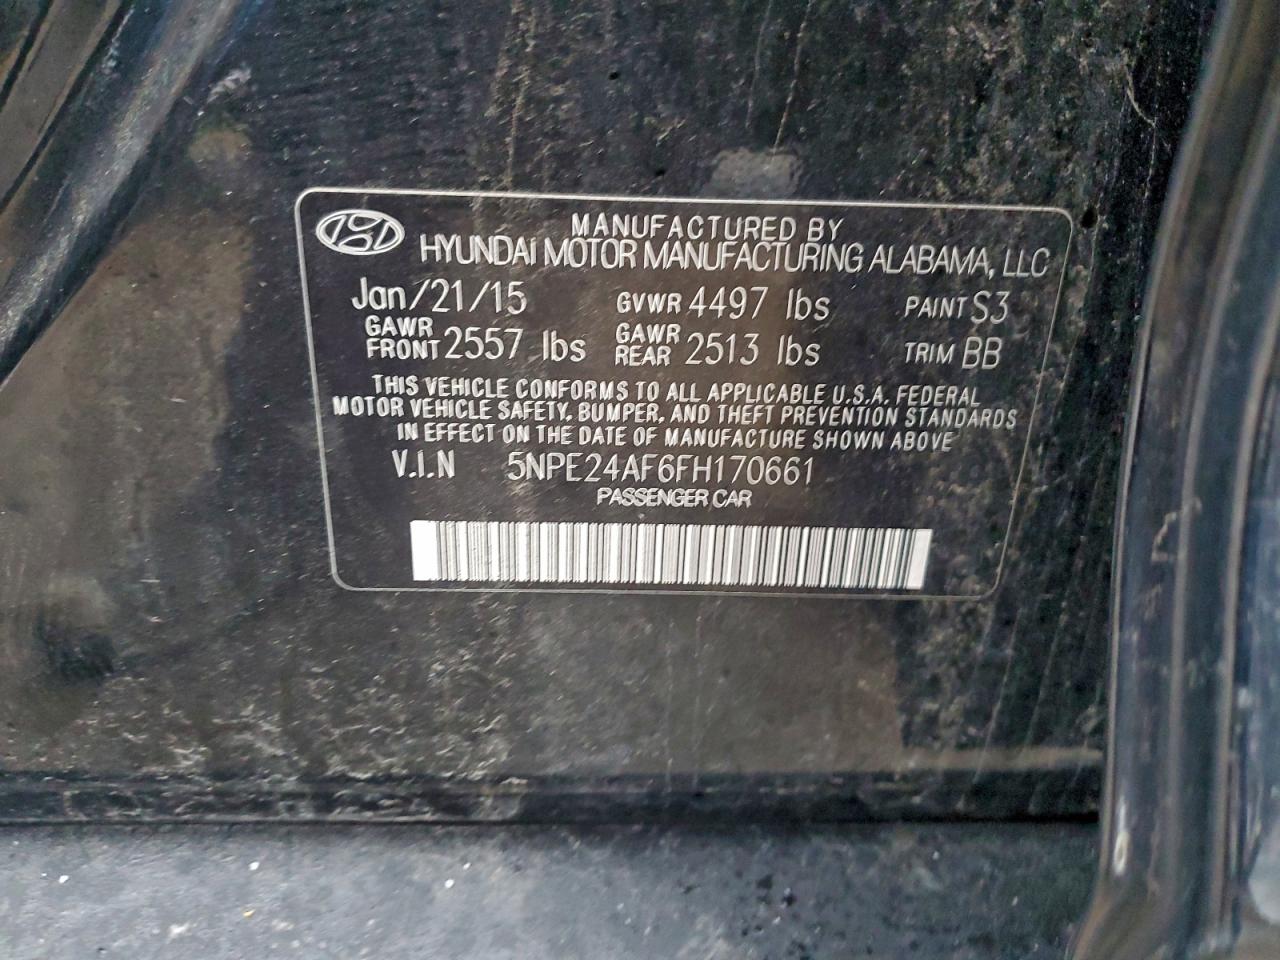 MANUFACTURED BY
HYUNDAI MOTOR MANUFACTURING ALABAMA, LLC
Jan/21/15 GVWR 4497 lbs PAINT S3
GAWR FRONT 2557 lbs GAWR REAR 2513 lbs TRIM BB
THIS VEHICLE CONFORMS TO ALL APPLICABLE U.S.A. FEDERAL
MOTOR VEHICLE SAFETY, BUMPER, AND THEFT PREVENTION STANDARDS
IN EFFECT ON THE DATE OF MANUFACTURE SHOWN ABOVE
V.I.N 5NPE24AF6FH170661
PASSENGER CAR